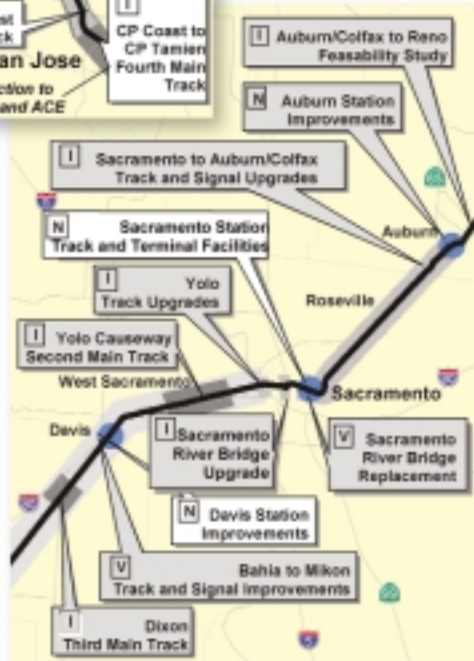 st
ck
an Jose
ction to
and ACE
I
CP Coast to
CP Tamien
Fourth Main
Track
I Auburn/Colfax to Reno
Feasability Study
N Auburn Station
Improvements
I Sacramento to Auburn/Colfax
Track and Signal Upgrades
Auburn
N Sacramento Station
Track and Terminal Facilities
I Yolo
Track Upgrades
Roseville
I Yolo Causeway
Second Main Track
West Sacramento
Sacramento
Davis
I Sacramento
River Bridge
Upgrade
V Sacramento
River Bridge
Replacement
N Davis Station
Improvements
V Bahia to Mikon
Track and Signal Improvements
I Dixon
Third Main Track